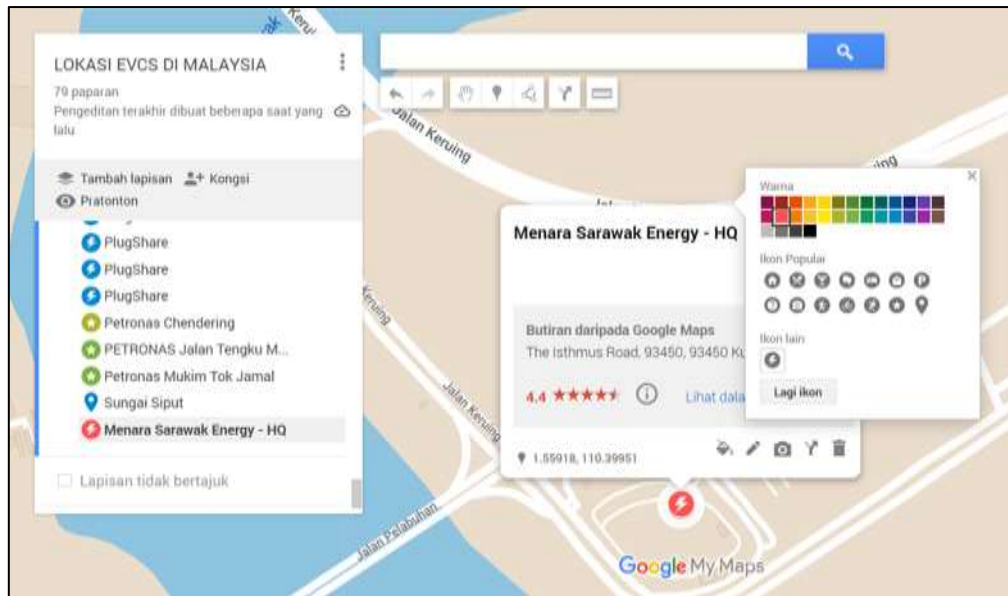 LOKASI EVCS DI MALAYSIA
79 paparan
Pengeditan terakhir dibuat beberapa saat yang
lalu
Tambah lapisan Kongsi
Pratonton
PlugShare
PlugShare
PlugShare
Petronas Chendering
PETRONAS Jalan Tengku M...
Petronas Mukim Tok Jamal
Sungai Siput
Menara Sarawak Energy - HQ
Lapisan tidak bertajuk
Jalan Keruing
Menara Sarawak Energy - HQ
Butiran daripada Google Maps
The Isthmus Road, 93450, 93450 Ku
4.4
Lihat dala
1.55918, 110.39951
Warna
Ikon Popular
Ikon lain
Lagi ikon
Jalan Keruing
Jalan Pelabuhan
Google My Maps